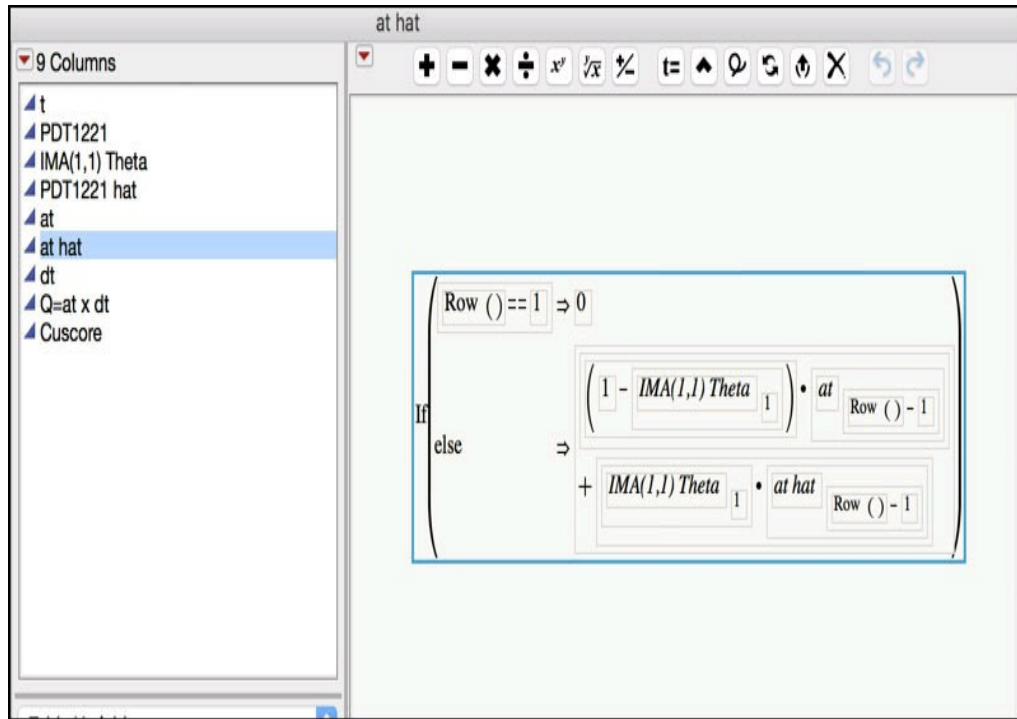 at hat
9 Columns
t
PDT1221
IMA(1,1) Theta
PDT1221 hat
at
at hat
dt
Q=at x dt
Cuscore
+ − ✖ ÷ xʸ ʸ√x +/− t=
If
Row () == 1 ⇒ 0
else ⇒
(1 − IMA(1,1) Theta 1) • at Row () − 1
+ IMA(1,1) Theta 1 • at hat Row () − 1